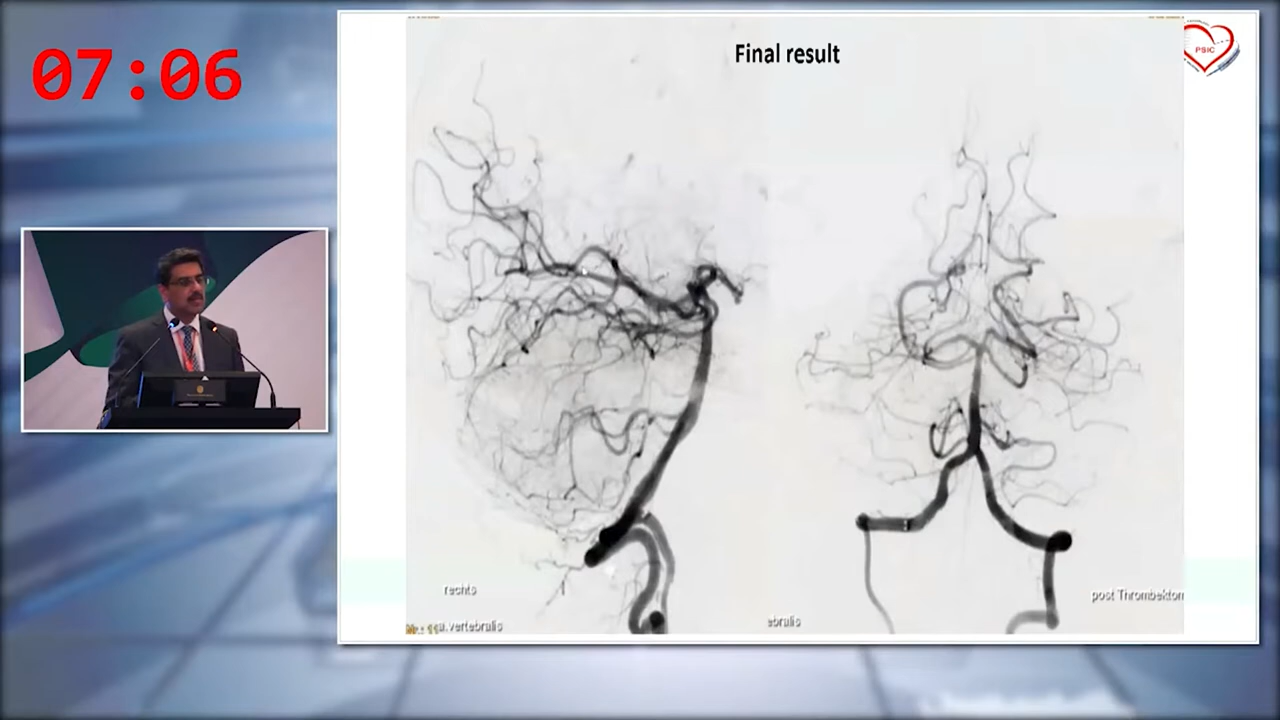 07:06
Final result
PSIC
rechts
a.vertebralis
ebralis
post Thrombektom